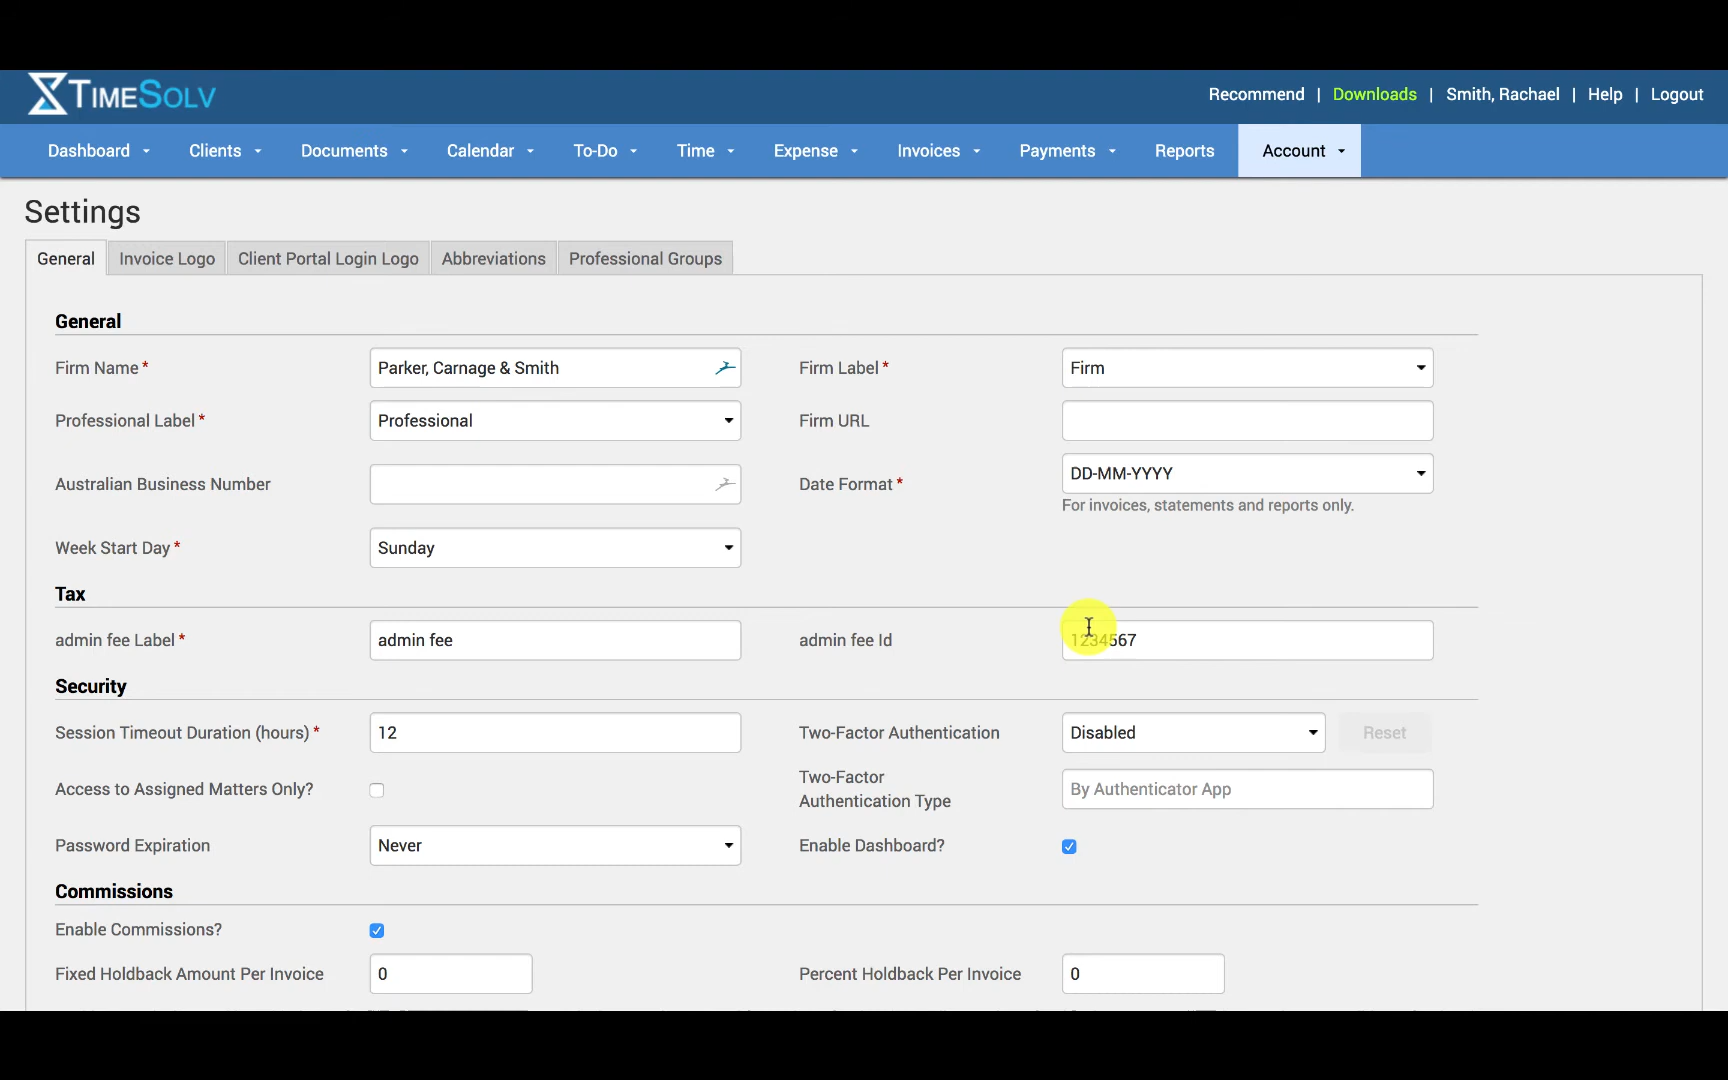 TIMESOLV
Recommend | Downloads | Smith, Rachael | Help | Logout
Dashboard Clients Documents Calendar To-Do Time Expense Invoices Payments Reports Account
Settings
General Invoice Logo Client Portal Login Logo Abbreviations Professional Groups
General
Firm Name* Parker, Carnage & Smith Firm Label* Firm
Professional Label* Professional Firm URL
Australian Business Number Date Format* DD-MM-YYYY
For invoices, statements and reports only.
Week Start Day* Sunday
Tax
admin fee Label* admin fee admin fee Id 1234567
Security
Session Timeout Duration (hours)* 12 Two-Factor Authentication Disabled Reset
Access to Assigned Matters Only? Two-Factor Authentication Type By Authenticator App
Password Expiration Never Enable Dashboard?
Commissions
Enable Commissions?
Fixed Holdback Amount Per Invoice 0 Percent Holdback Per Invoice 0